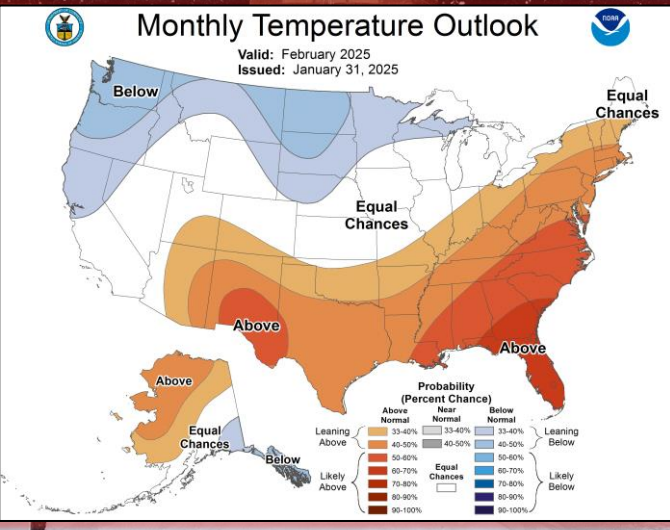 Monthly Temperature Outlook
NOAA
Valid: February 2025
Issued: January 31, 2025
Below
Equal
Chances
Equal
Chances
Above
Above
Above
Equal
Chances
Below
Probability
(Percent Chance)
Above Normal
Near Normal
Below Normal
Leaning Above
33-40%
40-50%
33-40%
40-50%
33-40%
40-50%
Leaning Below
Likely Above
50-60%
60-70%
70-80%
80-90%
90-100%
Equal Chances
50-60%
60-70%
70-80%
80-90%
90-100%
Likely Below